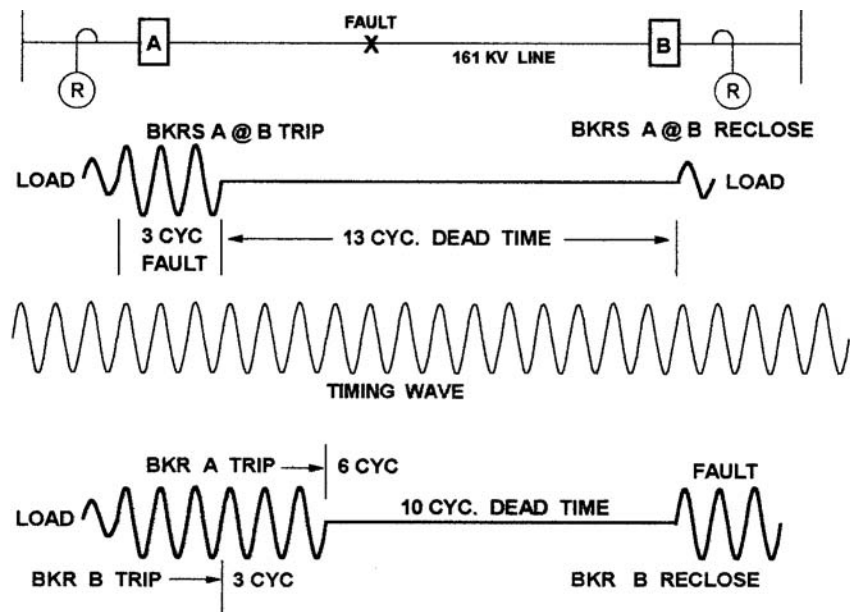 FAULT
A
X
B
161 KV LINE
R
R
BKRS A @ B TRIP
BKRS A @ B RECLOSE
LOAD
LOAD
3 CYC
FAULT
13 CYC. DEAD TIME
TIMING WAVE
BKR A TRIP
6 CYC
FAULT
LOAD
10 CYC. DEAD TIME
BKR B TRIP
3 CYC
BKR B RECLOSE